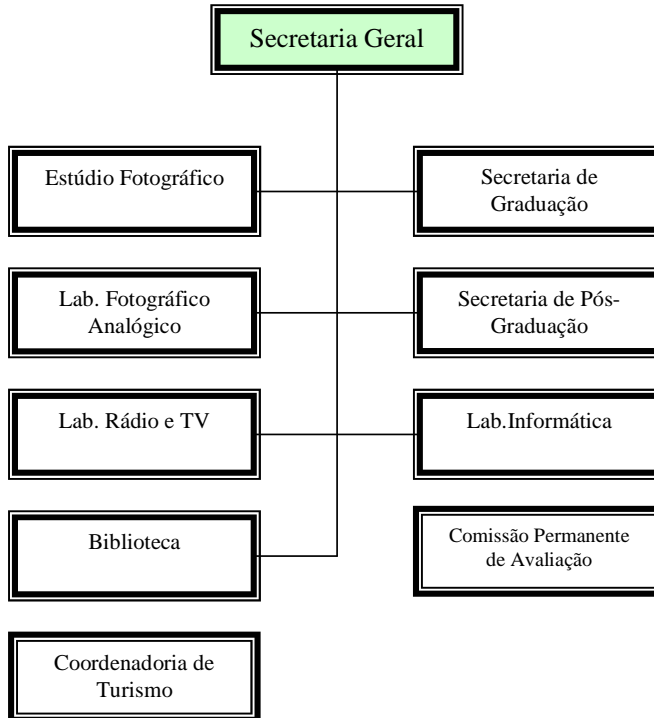 Secretaria Geral
Estúdio Fotográfico
Secretaria de
Graduação
Lab. Fotográfico
Analógico
Secretaria de Pós-
Graduação
Lab. Rádio e TV
Lab.Informática
Biblioteca
Comissão Permanente
de Avaliação
Coordenadoria de
Turismo